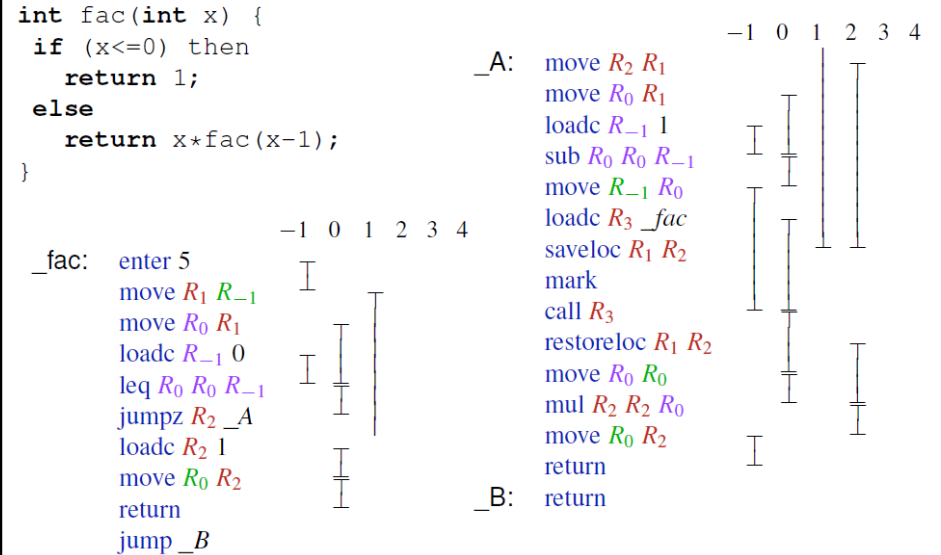 int fac(int x) {
if (x<=0) then
return 1;
else
return x*fac(x-1);
}
−1 0 1 2 3 4
_fac: enter 5
move R₁ R₋₁
move R₀ R₁
loadc R₋₁ 0
leq R₀ R₀ R₋₁
jumpz R₂ _A
loadc R₂ 1
move R₀ R₂
return
jump _B
−1 0 1 2 3 4
_A: move R₂ R₁
move R₀ R₁
loadc R₋₁ 1
sub R₀ R₀ R₋₁
move R₋₁ R₀
loadc R₃ _fac
saveloc R₁ R₂
mark
call R₃
restoreloc R₁ R₂
move R₀ R₀
mul R₂ R₂ R₀
move R₀ R₂
return
_B: return